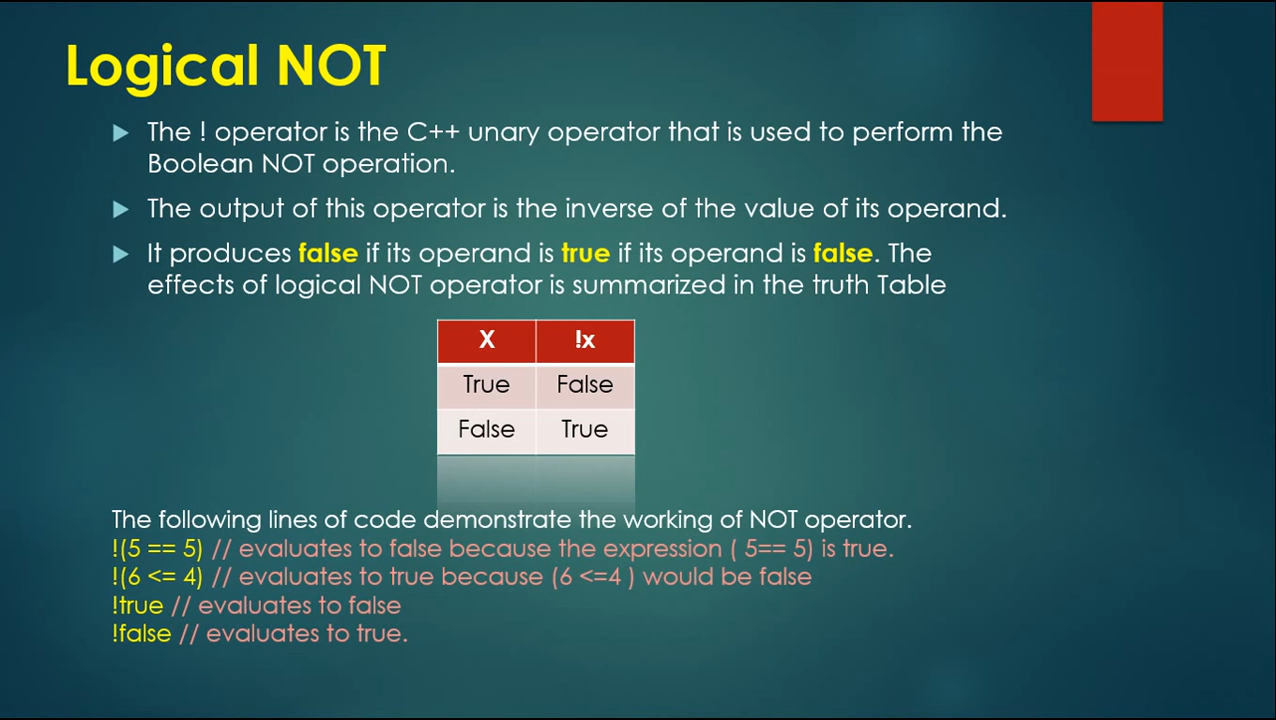 Logical NOT
The ! operator is the C++ unary operator that is used to perform the
Boolean NOT operation.
The output of this operator is the inverse of the value of its operand.
It produces false if its operand is true if its operand is false. The
effects of logical NOT operator is summarized in the truth Table
X !x
True False
False True
The following lines of code demonstrate the working of NOT operator.
!(5 == 5) // evaluates to false because the expression ( 5== 5) is true.
!(6 <= 4) // evaluates to true because (6 <=4 ) would be false
!true // evaluates to false
!false // evaluates to true.